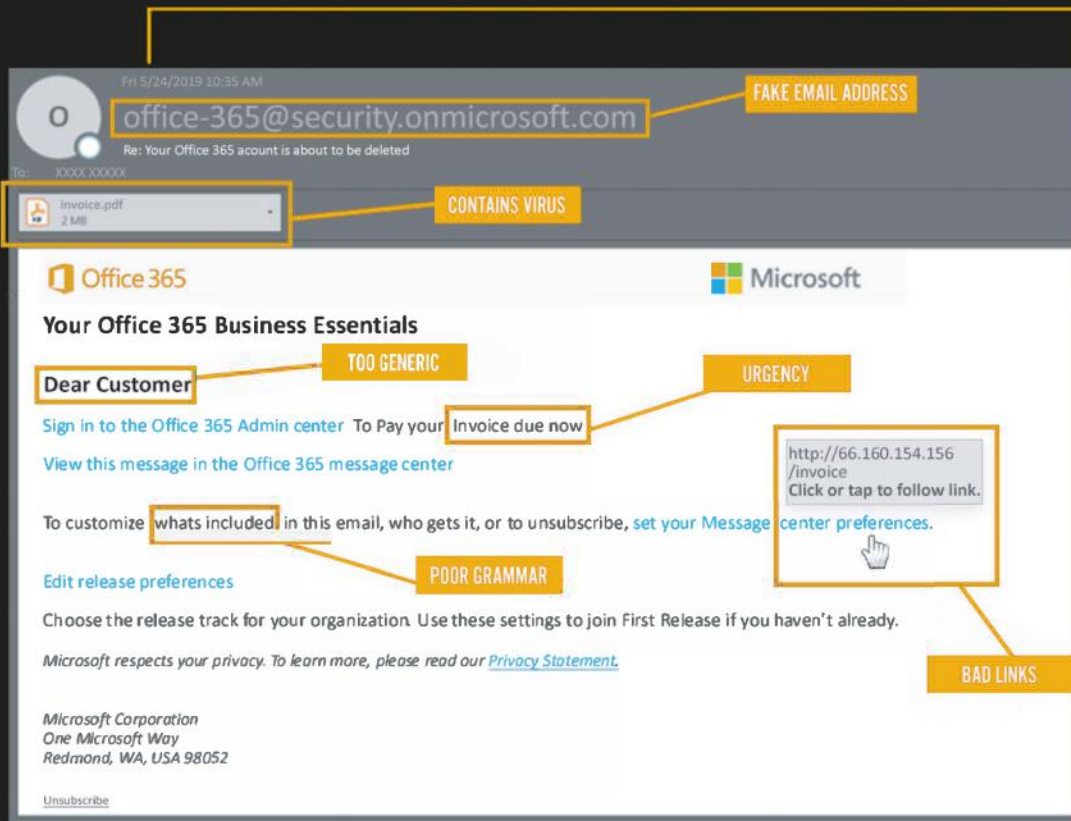 Fri 5/24/2019 10:35 AM
FAKE EMAIL ADDRESS
O
office-365@security.onmicrosoft.com
Re: Your Office 365 acount is about to be deleted
To: XXXX XXXXX
Invoice.pdf
2 MB
CONTAINS VIRUS
Office 365
Microsoft
Your Office 365 Business Essentials
TOO GENERIC
URGENCY
Dear Customer
Sign in to the Office 365 Admin center To Pay your Invoice due now
http://66.160.154.156
/invoice
Click or tap to follow link.
View this message in the Office 365 message center
To customize whats included in this email, who gets it, or to unsubscribe, set your Message center preferences.
POOR GRAMMAR
Edit release preferences
Choose the release track for your organization. Use these settings to join First Release if you haven't already.
Microsoft respects your privacy. To learn more, please read our Privacy Statement.
BAD LINKS
Microsoft Corporation
One Microsoft Way
Redmond, WA, USA 98052
Unsubscribe